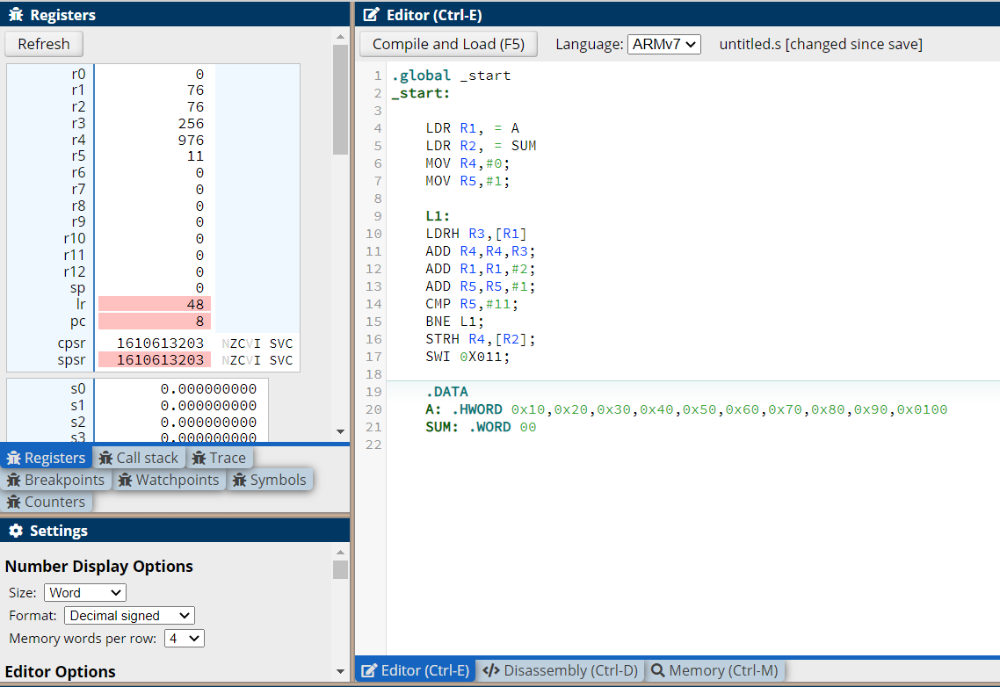 Registers
Refresh
r0 0
r1 76
r2 76
r3 256
r4 976
r5 11
r6 0
r7 0
r8 0
r9 0
r10 0
r11 0
r12 0
sp 0
lr 48
pc 8
cpsr 1610613203 NZCVI SVC
spsr 1610613203 NZCVI SVC
s0 0.000000000
s1 0.000000000
s2 0.000000000
s3 0.000000000
Registers Call stack Trace
Breakpoints Watchpoints Symbols
Counters
Settings
Number Display Options
Size: Word
Format: Decimal signed
Memory words per row: 4
Editor Options
Editor (Ctrl-E)
Compile and Load (F5) Language: ARMv7 untitled.s [changed since save]
1 .global _start
2 _start:
3
4 LDR R1, = A
5 LDR R2, = SUM
6 MOV R4,#0;
7 MOV R5,#1;
8
9 L1:
10 LDRH R3,[R1]
11 ADD R4,R4,R3;
12 ADD R1,R1,#2;
13 ADD R5,R5,#1;
14 CMP R5,#11;
15 BNE L1;
16 STRH R4,[R2];
17 SWI 0X011;
18
19 .DATA
20 A: .HWORD 0x10,0x20,0x30,0x40,0x50,0x60,0x70,0x80,0x90,0x0100
21 SUM: .WORD 00
22
Editor (Ctrl-E) Disassembly (Ctrl-D) Memory (Ctrl-M)